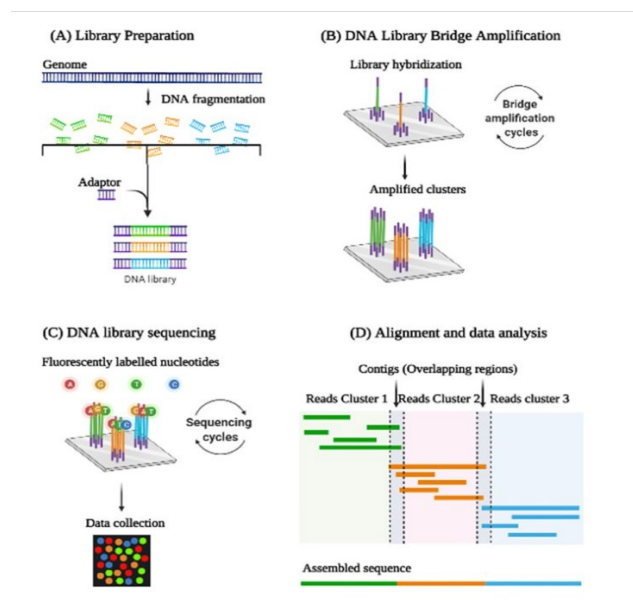 (A) Library Preparation
Genome
DNA fragmentation
Adaptor
DNA library
(B) DNA Library Bridge Amplification
Library hybridization
Bridge
amplification
cycles
Amplified clusters
(C) DNA library sequencing
Fluorescently labelled nucleotides
A
G
T
C
A G T
A T C
G A T
Sequencing
cycles
Data collection
(D) Alignment and data analysis
Contigs (Overlapping regions)
Reads Cluster 1
Reads Cluster 2
Reads cluster 3
Assembled sequence